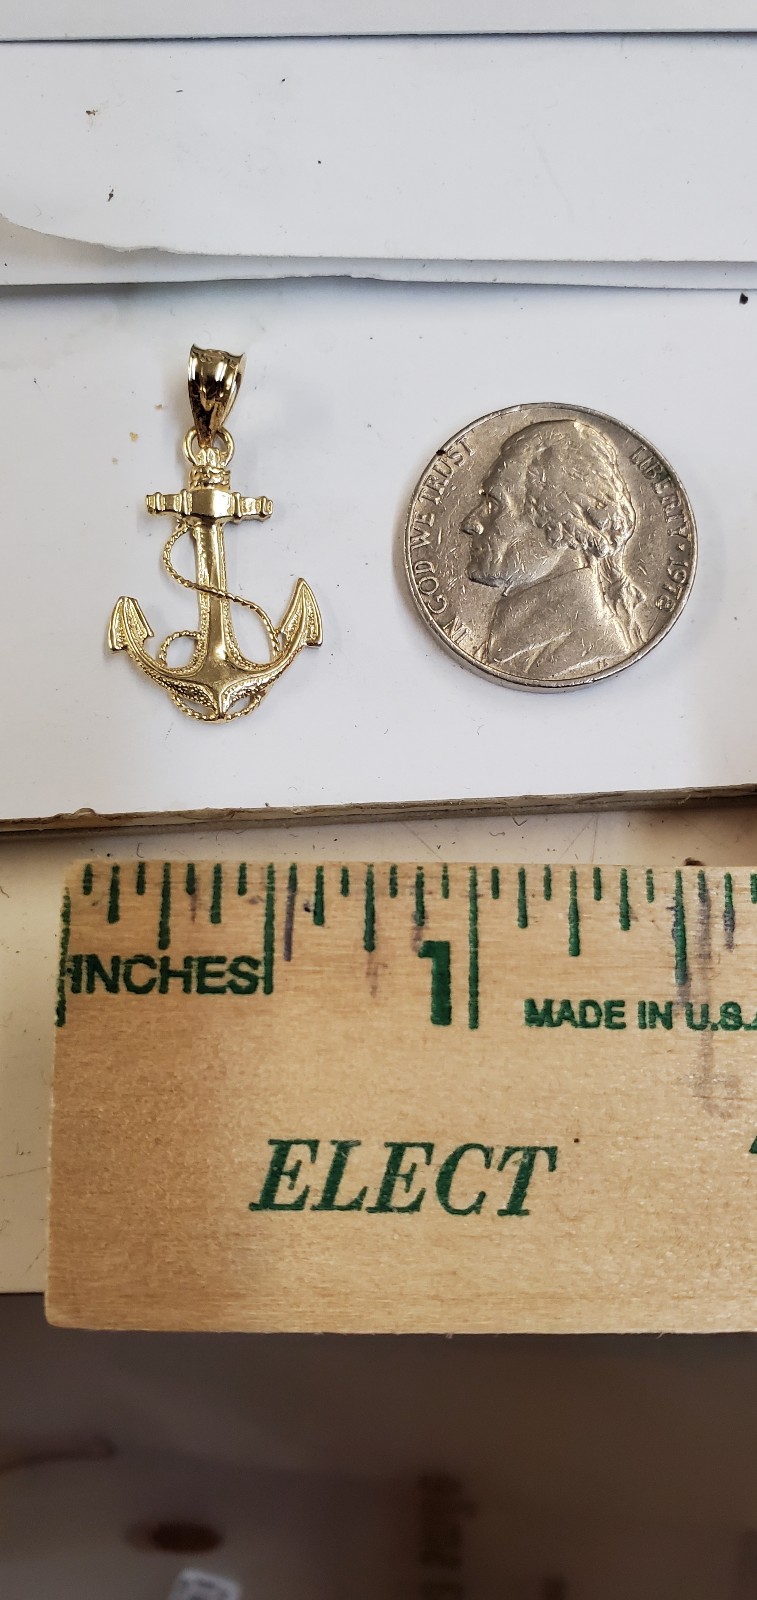 IN GOD WE TRUST
LIBERTY • 1978
INCHES
1
MADE IN U.S.
ELECT